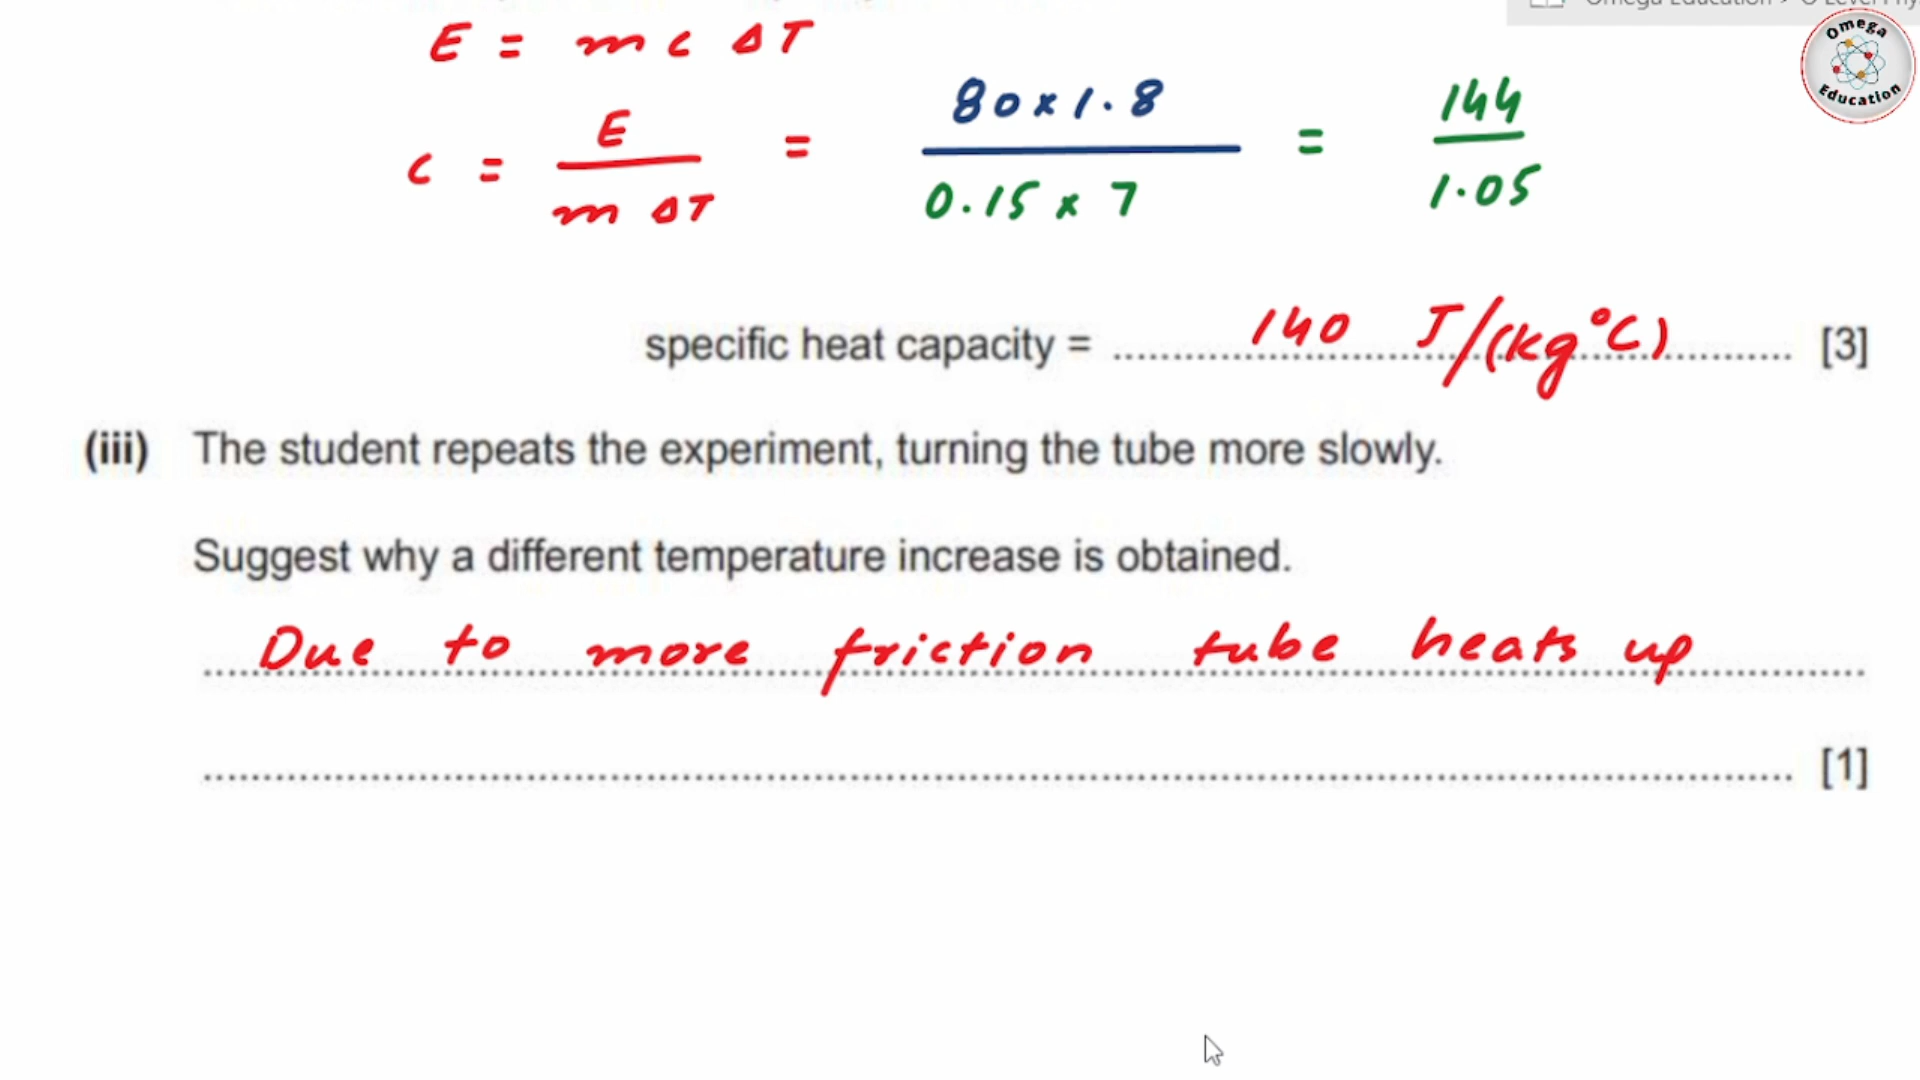 E = m c ΔT
Omega
Education
c = E / m ΔT = 80 x 1.8 / 0.15 x 7 = 144 / 1.05
specific heat capacity = 140 J/(kg °C) [3]
(iii) The student repeats the experiment, turning the tube more slowly.
Suggest why a different temperature increase is obtained.
Due to more friction tube heats up
[1]